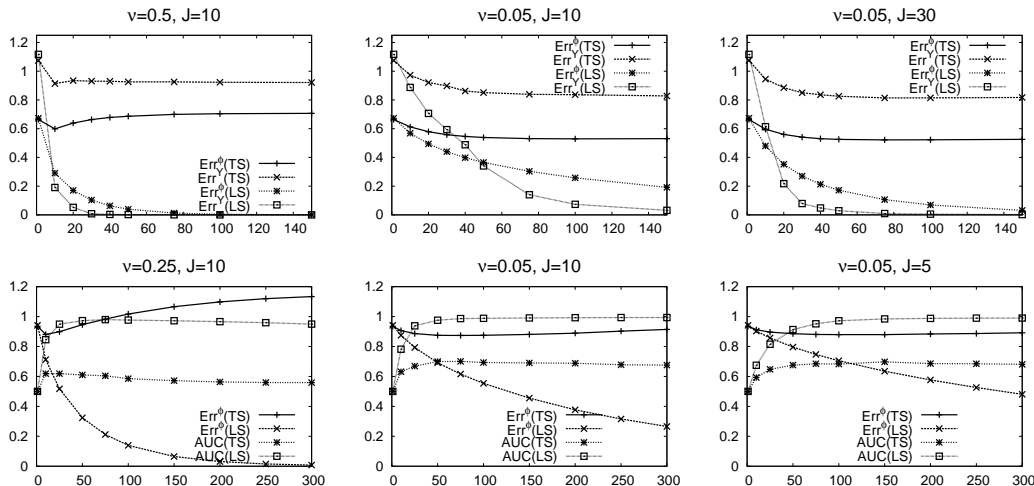 ν=0.5, J=10
1.2
1
0.8
0.6
0.4
0.2
0
0 20 40 60 80 100 120 140
Err^ϕ(TS)
Err_Y(TS)
Err^ϕ(LS)
Err_Y(LS)
ν=0.05, J=10
1.2
1
0.8
0.6
0.4
0.2
0
0 20 40 60 80 100 120 140
Err^ϕ(TS)
Err_Y(TS)
Err^ϕ(LS)
Err_Y(LS)
ν=0.05, J=30
1.2
1
0.8
0.6
0.4
0.2
0
0 20 40 60 80 100 120 140
Err^ϕ(TS)
Err_Y(TS)
Err^ϕ(LS)
Err_Y(LS)
ν=0.25, J=10
1.2
1
0.8
0.6
0.4
0.2
0
0 50 100 150 200 250 300
Err^ϕ(TS)
Err^ϕ(LS)
AUC(TS)
AUC(LS)
ν=0.05, J=10
1.2
1
0.8
0.6
0.4
0.2
0
0 50 100 150 200 250 300
Err^ϕ(TS)
Err^ϕ(LS)
AUC(TS)
AUC(LS)
ν=0.05, J=5
1.2
1
0.8
0.6
0.4
0.2
0
0 50 100 150 200 250 300
Err^ϕ(TS)
Err^ϕ(LS)
AUC(TS)
AUC(LS)